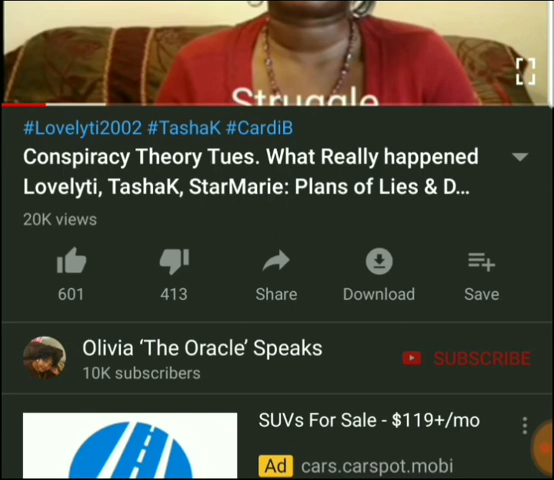 Struggle
#Lovelyti2002 #TashaK #CardiB
Conspiracy Theory Tues. What Really happened
Lovelyti, TashaK, StarMarie: Plans of Lies & D...
20K views
601
413
Share
Download
Save
Olivia 'The Oracle' Speaks
10K subscribers
SUBSCRIBE
SUVs For Sale - $119+/mo
Ad cars.carspot.mobi